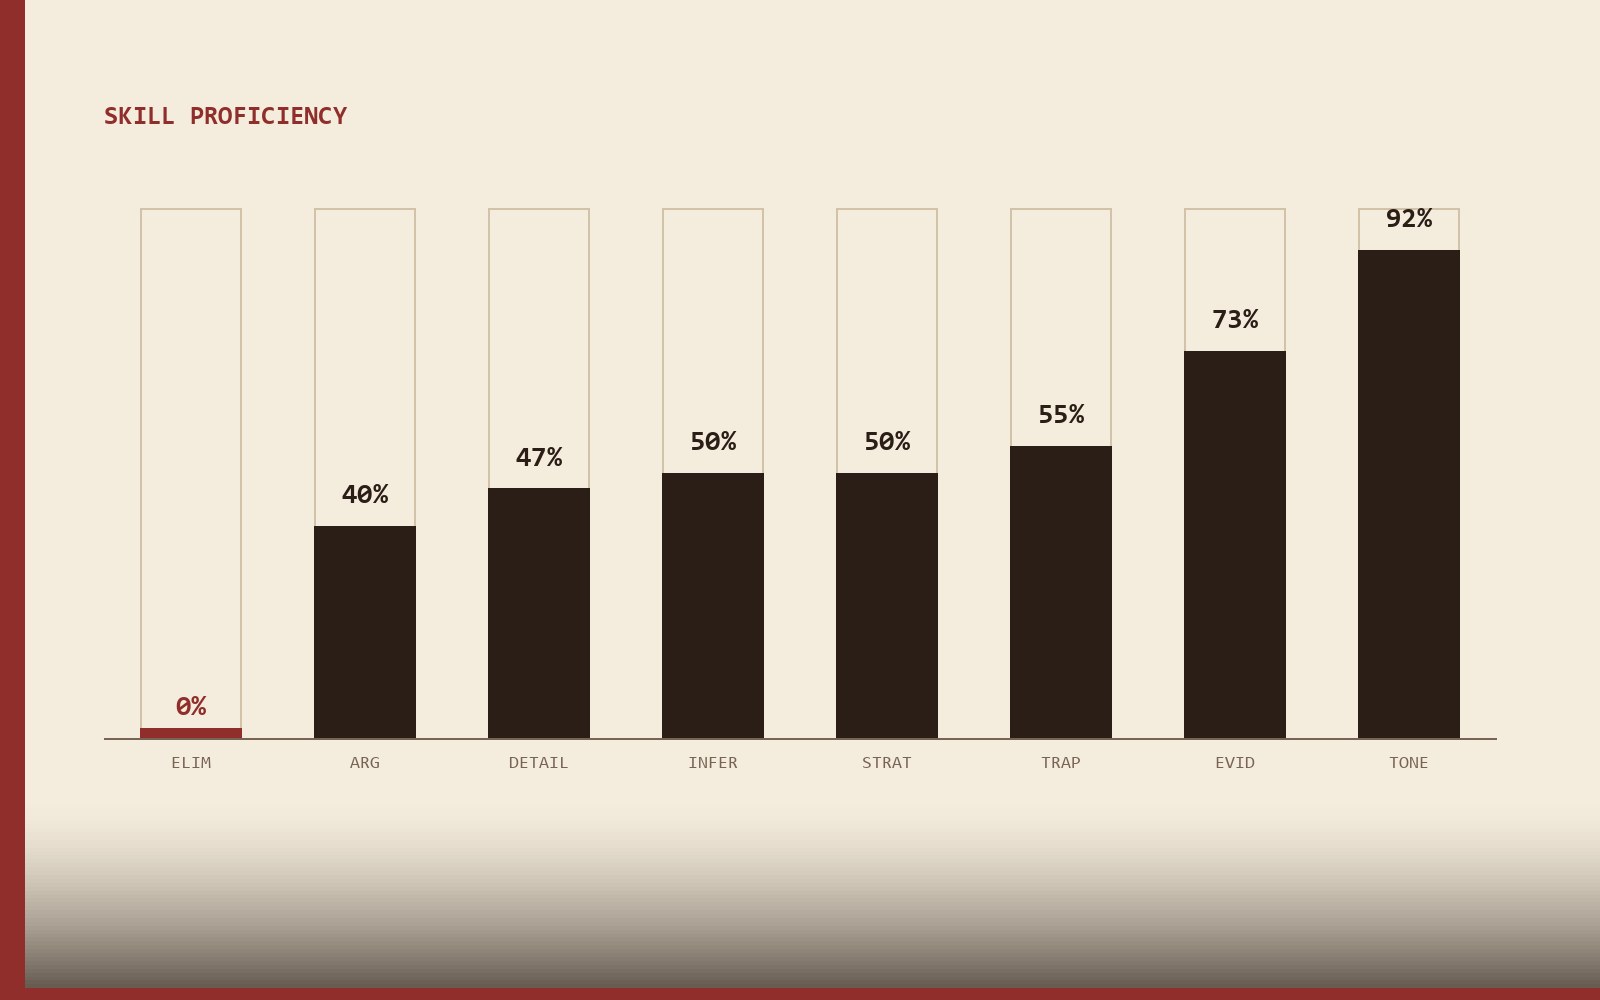 SKILL PROFICIENCY
0%
40%
47%
50%
50%
55%
73%
92%
ELIM
ARG
DETAIL
INFER
STRAT
TRAP
EVID
TONE